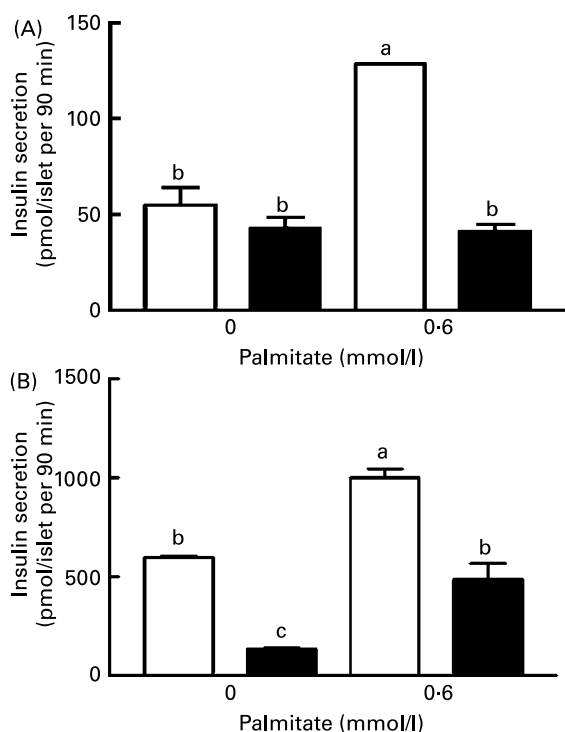 (A)
Insulin secretion
(pmol/islet per 90 min)
150
100
50
0
b
b
a
b
0
0·6
Palmitate (mmol/l)
(B)
Insulin secretion
(pmol/islet per 90 min)
1500
1000
500
0
b
c
a
b
0
0·6
Palmitate (mmol/l)